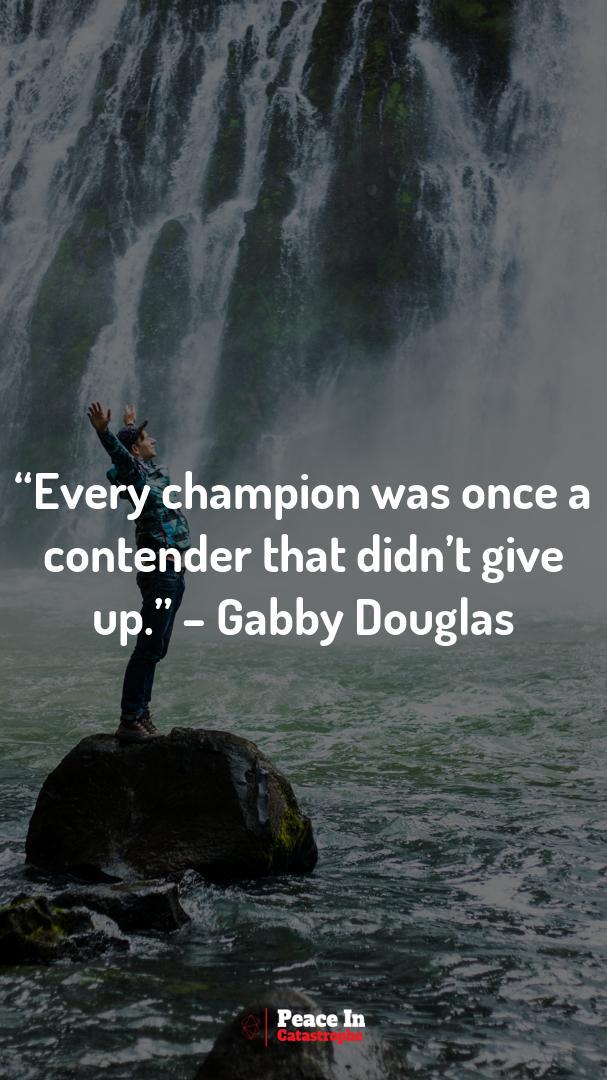 “Every champion was once a
contender that didn’t give
up.” – Gabby Douglas
Peace In
Catastrophe